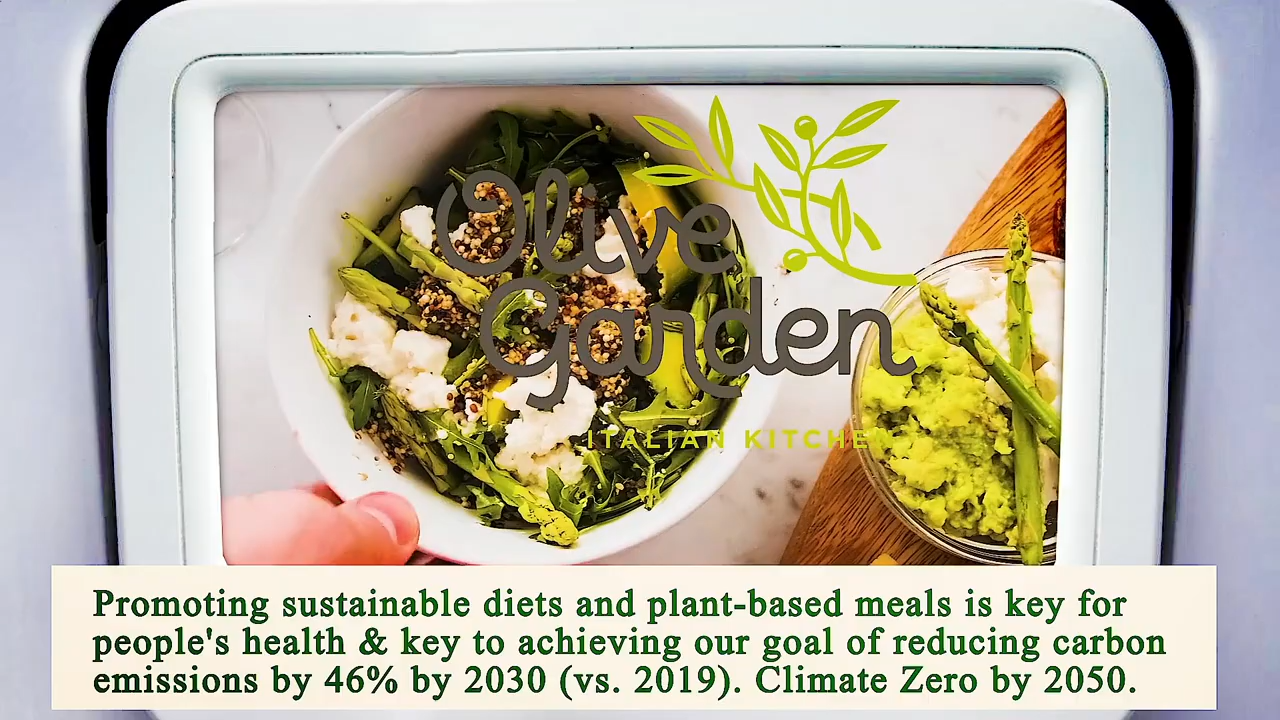 Olive
Garden
ITALIAN KITCHEN
Promoting sustainable diets and plant-based meals is key for
people's health & key to achieving our goal of reducing carbon
emissions by 46% by 2030 (vs. 2019). Climate Zero by 2050.